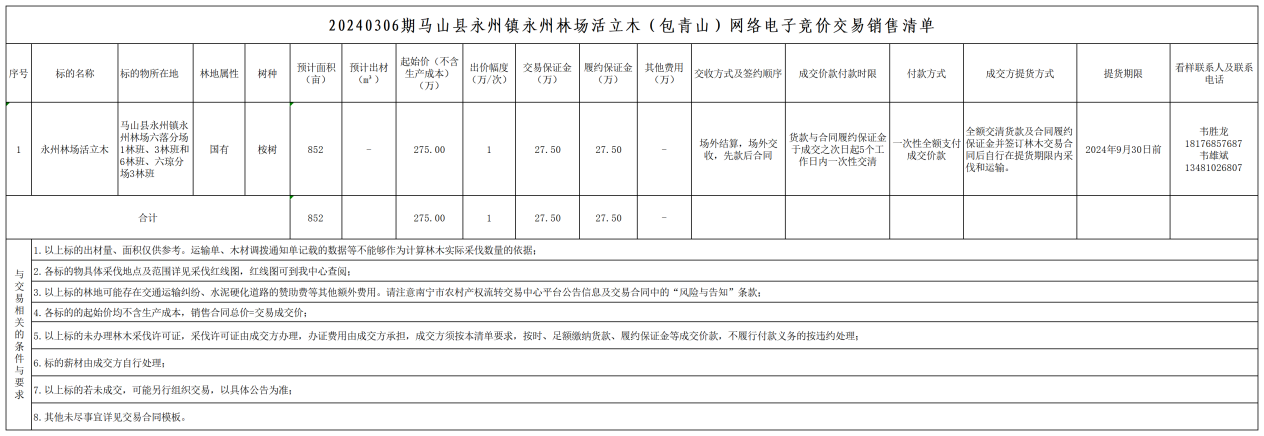 20240306期马山县永州镇永州林场活立木（包青山）网络电子竞价交易销售清单
序号
标的名称
标的物所在地
林地属性
树种
预计面积
（亩）
预计出材
（m³）
起始价（不含
生产成本）
（万）
出价幅度
（万/次）
交易保证金
（万）
履约保证金
（万）
其他费用
（万）
交收方式及签约顺序
成交价款付款时限
付款方式
成交方提货方式
提货期限
看样联系人及联系
电话
1
永州林场活立木
马山县永州镇永
州林场六落分场
1林班、3林班和
6林班、六琼分
场3林班
国有
桉树
852
-
275.00
1
27.50
27.50
-
场外结算，场外交
收，先款后合同
货款与合同履约保证金
于成交之次日起5个工
作日内一次性交清
一次性全额支付
成交价款
全额交清货款及合同履约
保证金并签订林木交易合
同后自行在提货期限内采
伐和运输。
2024年9月30日前
韦胜龙
18176857687
韦雄斌
13481026807
合计
852
275.00
1
27.50
27.50
-
与交易相关的条件与要求
1.以上标的出材量、面积仅供参考。运输单、木材调拨通知单记载的数据等不能够作为计算林木实际采伐数量的依据；
2.各标的物具体采伐地点及范围详见采伐红线图，红线图可到我中心查阅；
3.以上标的林地可能存在交通运输纠纷、水泥硬化道路的赞助费等其他额外费用。请注意南宁市农村产权流转交易中心平台公告信息及交易合同中的“风险与告知”条款；
4.各标的的起始价均不含生产成本，销售合同总价=交易成交价；
5.以上标的未办理林木采伐许可证，采伐许可证由成交方办理，办证费用由成交方承担，成交方须按本清单要求，按时、足额缴纳货款、履约保证金等成交价款，不履行付款义务的按违约处理；
6.标的薪材由成交方自行处理；
7.以上标的若未成交，可能另行组织交易，以具体公告为准；
8.其他未尽事宜详见交易合同模板。